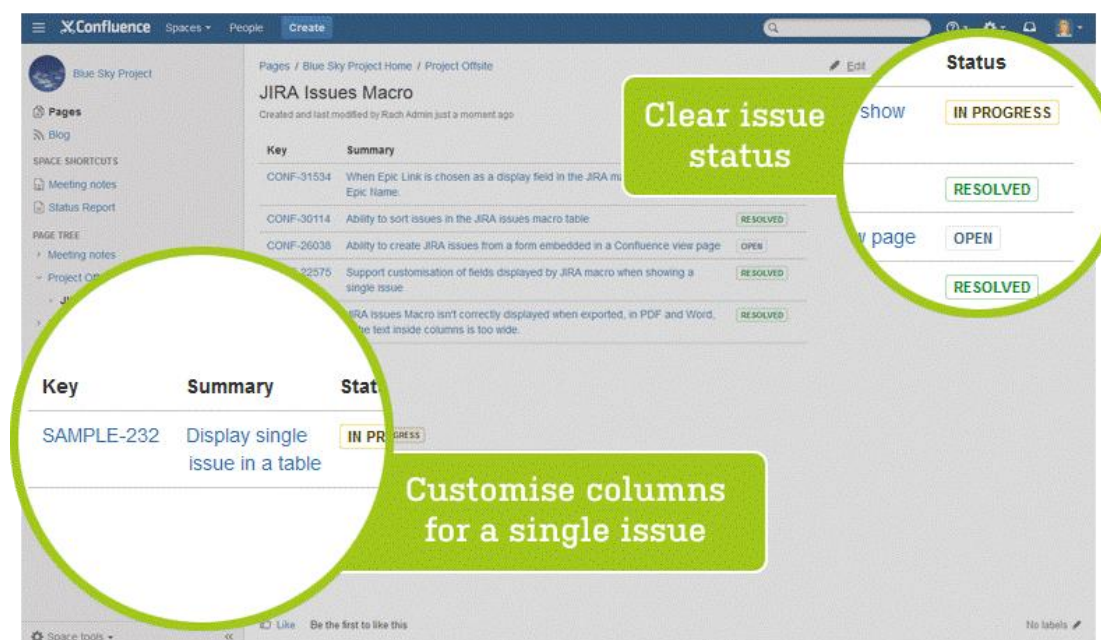 Confluence Spaces People Create
Blue Sky Project
Pages
Blog
SPACE SHORTCUTS
Meeting notes
Status Report
PAGE TREE
Meeting notes
Project
Pages / Blue Sky Project Home / Project Offsite
Edit
JIRA Issues Macro
Created and last modified by Rach Admin just a moment ago
Key Summary
CONF-31534 When Epic Link is chosen as a display field in the JIRA
Epic Name.
CONF-30114 Ability to sort issues in the JIRA issues macro table RESOLVED
CONF-26038 Ability to create JIRA issues from a form embedded in a Confluence view page OPEN
22575 Support customisation of fields displayed by JIRA macro when showing a RESOLVED
single issue
JIRA Issues Macro isn't correctly displayed when exported, in PDF and Word, RESOLVED
the text inside columns is too wide.
Clear issue
status
Status
show IN PROGRESS
RESOLVED
page OPEN
RESOLVED
Key Summary Stat
SAMPLE-232 Display single IN PROGRESS
issue in a table
Customise columns
for a single issue
Like Be the first to like this
No labels
Space tools